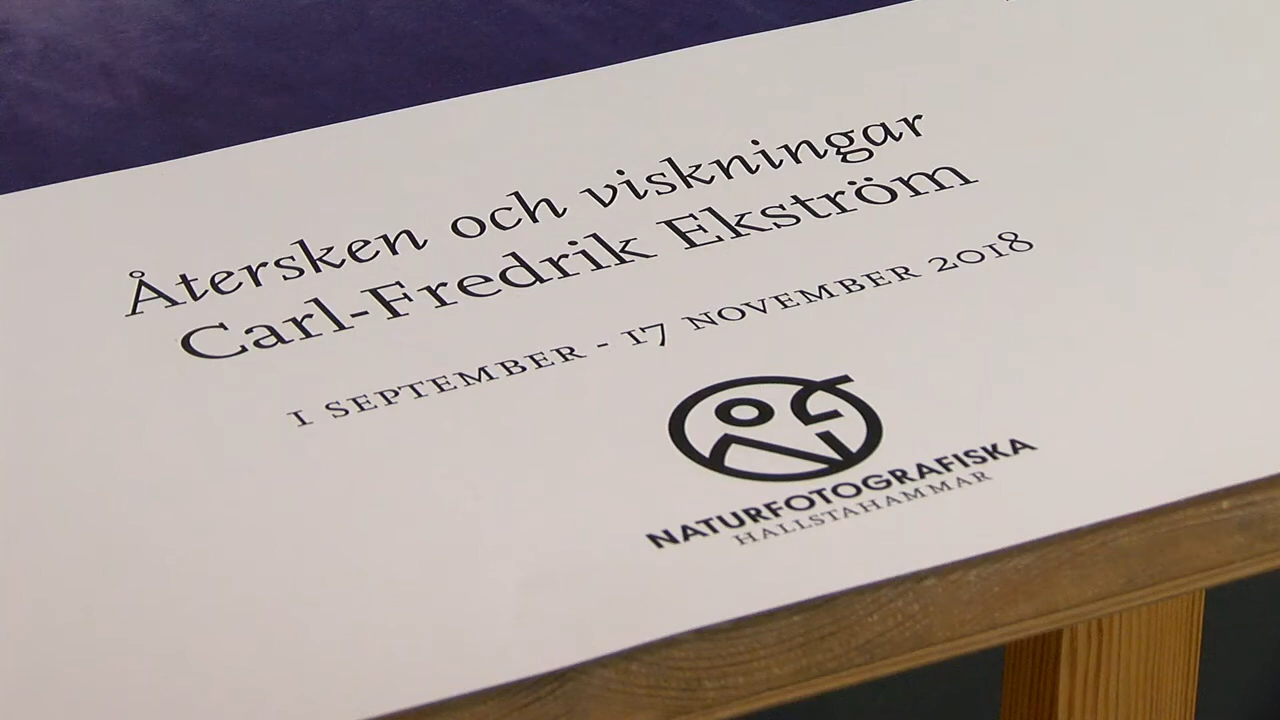 Återsken och viskningar
Carl-Fredrik Ekström
1 SEPTEMBER - 17 NOVEMBER 2018
NATURFOTOGRAFISKA
HALLSTAHAMMAR